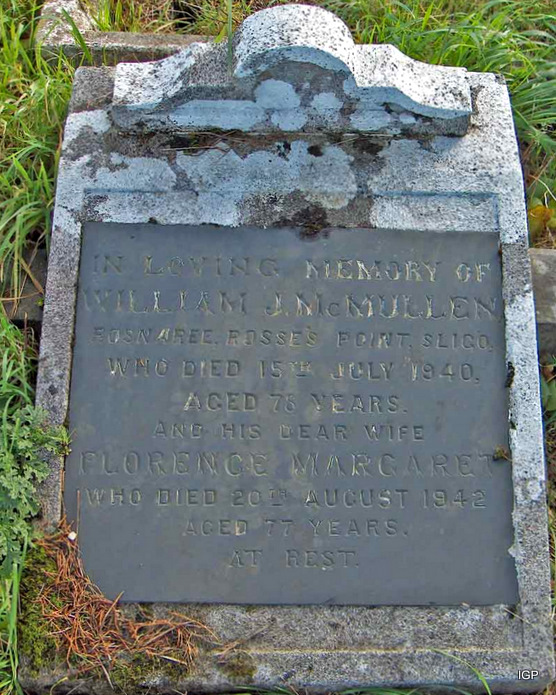 IN LOVING MEMORY OF
WILLIAM J. McMULLEN
ROSNAREE, ROSSES POINT, SLIGO,
WHO DIED 15TH JULY 1940,
AGED 78 YEARS.
AND HIS DEAR WIFE
FLORENCE MARGARET
WHO DIED 20TH AUGUST 1942
AGED 77 YEARS.
AT REST.
IGP